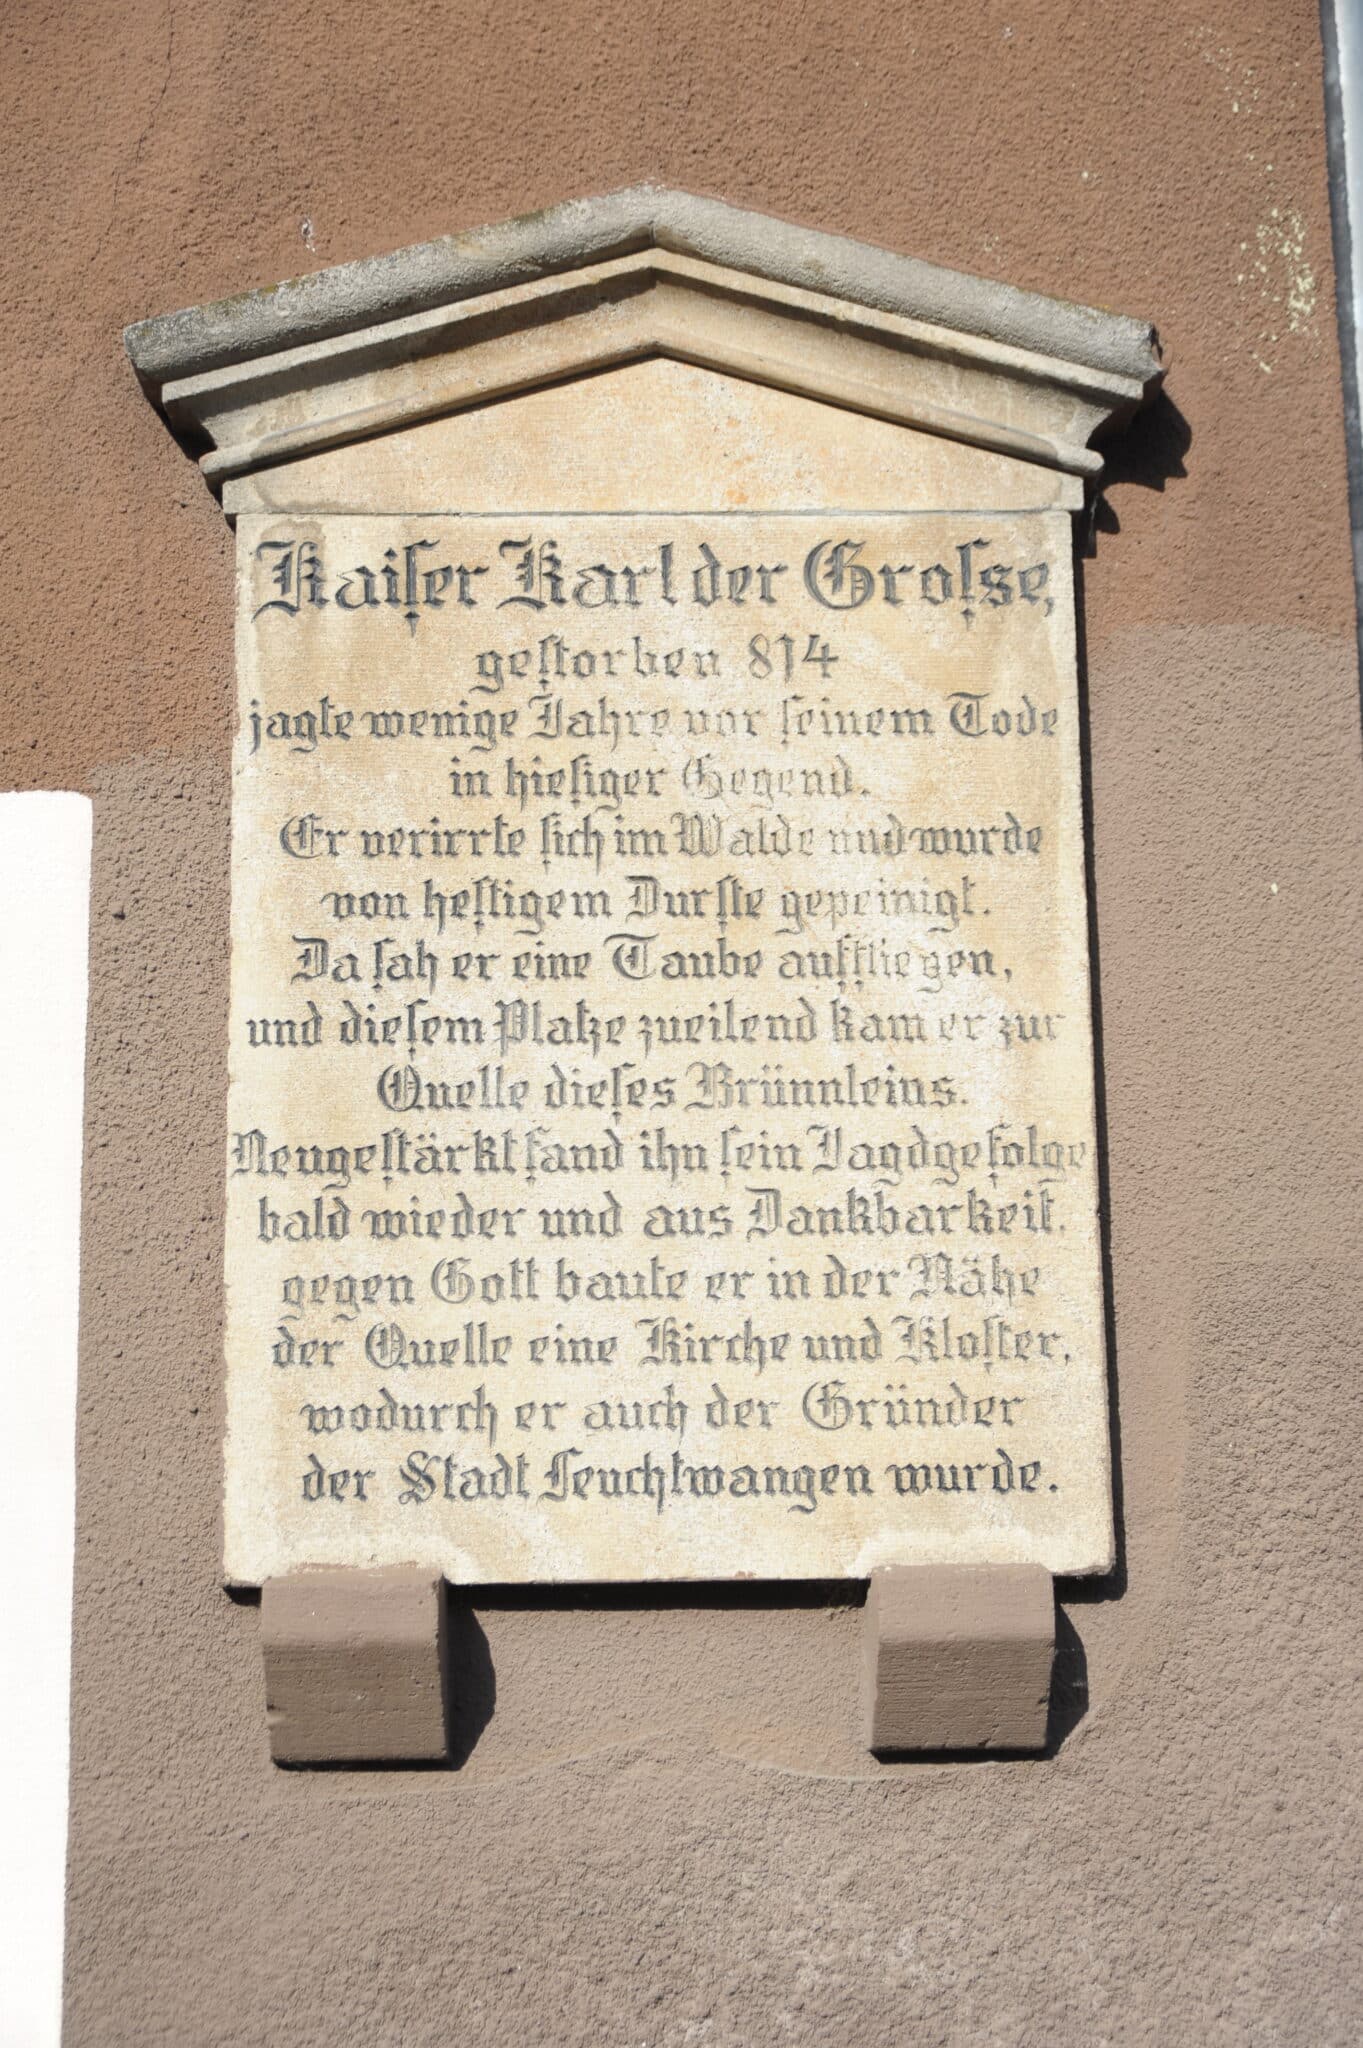 Kaiſer Karl der Groſse,
geſtorben 814
jagte wenige Jahre vor ſeinem Tode
in hieſiger Gegend.
Er verirrte ſich im Walde und wurde
von heftigem Durſte gepeinigt.
Da ſah er eine Taube auffliegen,
und dieſem Platze zueilend kam er zur
Quelle dieſes Brünnleins.
Neugeſtärkt fand ihn ſein Jagdgefolge
bald wieder und aus Dankbarkeit.
gegen Gott baute er in der Nähe
der Quelle eine Kirche und Kloſter,
wodurch er auch der Gründer
der Stadt Feuchtwangen wurde.